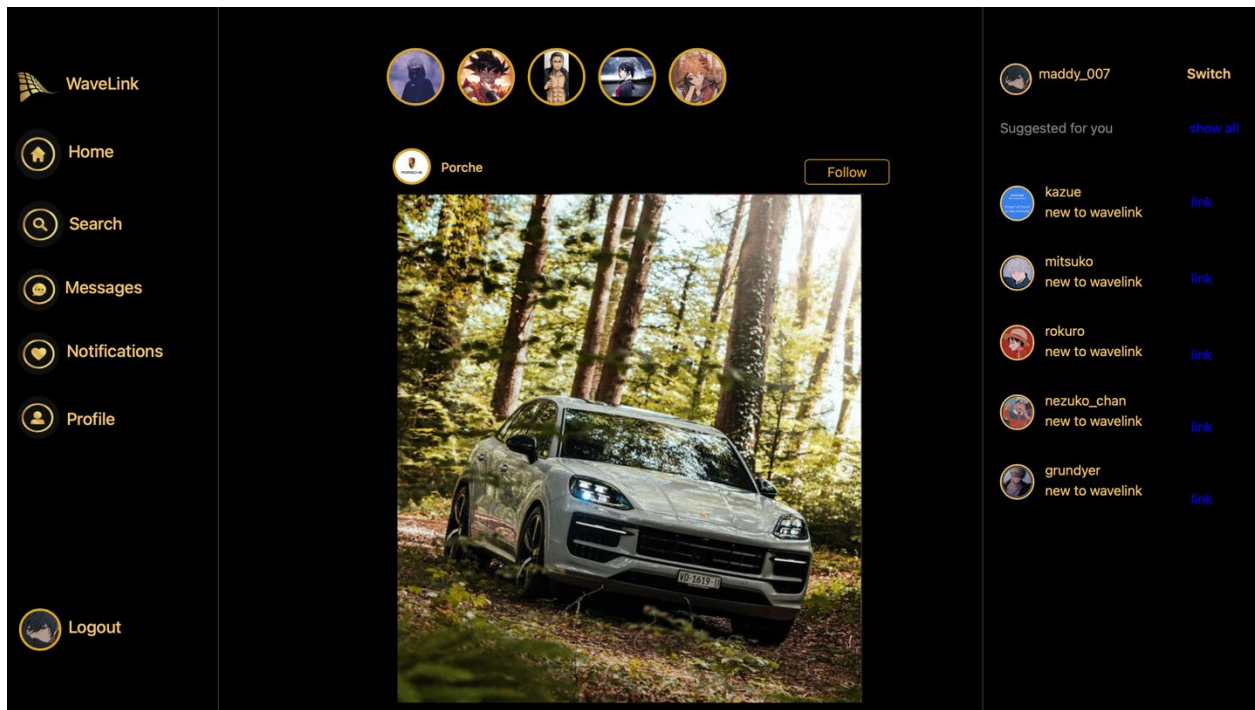 WaveLink
Home
Search
Messages
Notifications
Profile
Logout
Porche
Follow
PORSCHE
VD·1619·U
maddy_007
Switch
Suggested for you
show all
kazue
new to wavelink
link
mitsuko
new to wavelink
link
rokuro
new to wavelink
link
nezuko_chan
new to wavelink
link
grundyer
new to wavelink
link